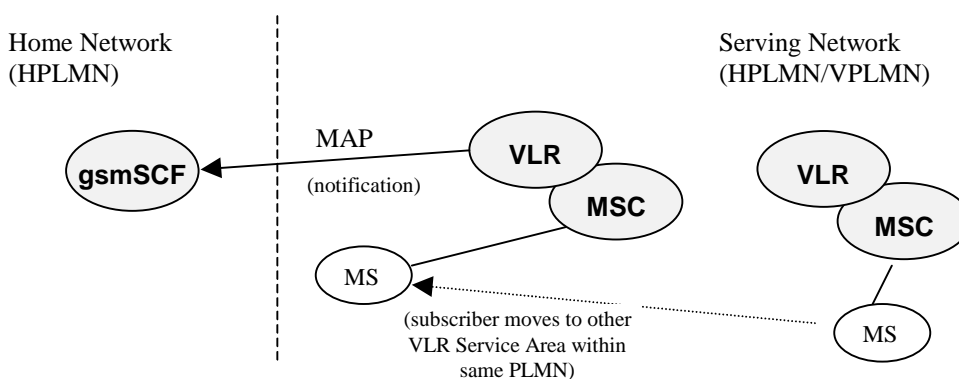 Home Network
(HPLMN)
Serving Network
(HPLMN/VPLMN)
MAP
(notification)
gsmSCF
VLR
MSC
VLR
MSC
MS
(subscriber moves to other
VLR Service Area within
same PLMN)
MS